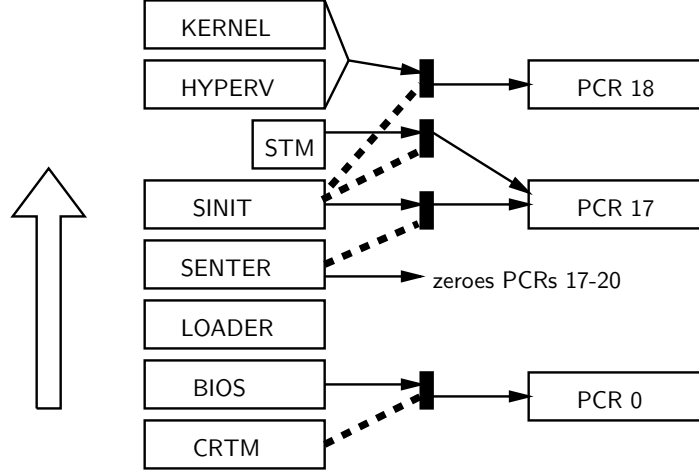 KERNEL
HYPERV
PCR 18
STM
SINIT
PCR 17
SENTER
zeroes PCRs 17-20
LOADER
BIOS
PCR 0
CRTM